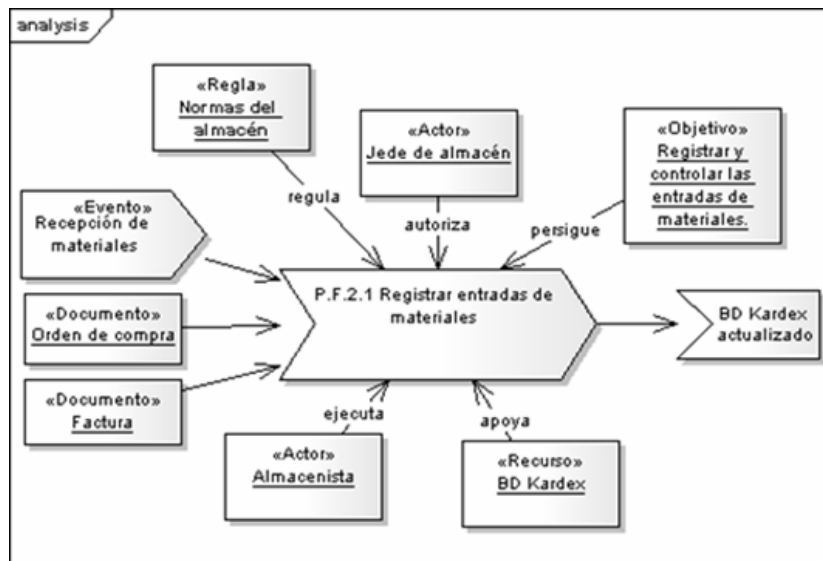 analysis
«Regla»
Normas del
almacén
«Actor»
Jede de almacén
«Objetivo»
Registrar y
controlar las
entradas de
materiales.
regula
autoriza
persigue
«Evento»
Recepción de
materiales
«Documento»
Orden de compra
«Documento»
Factura
P.F.2.1 Registrar entradas de
materiales
BD Kardex
actualizado
ejecuta
apoya
«Actor»
Almacenista
«Recurso»
BD Kardex